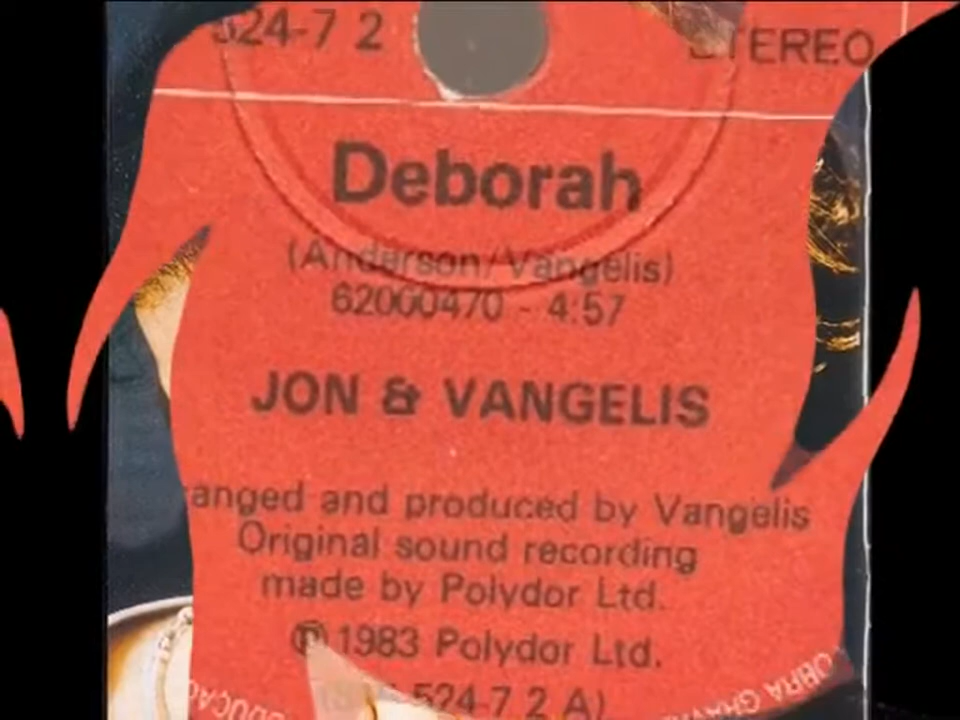 524-7 2
STEREO
Deborah
(Anderson/Vangelis)
62000470 - 4:57
JON & VANGELIS
anged and produced by Vangelis
Original sound recording
made by Polydor Ltd.
℗ 1983 Polydor Ltd.
524-7 2 A)
OBRA GRAV